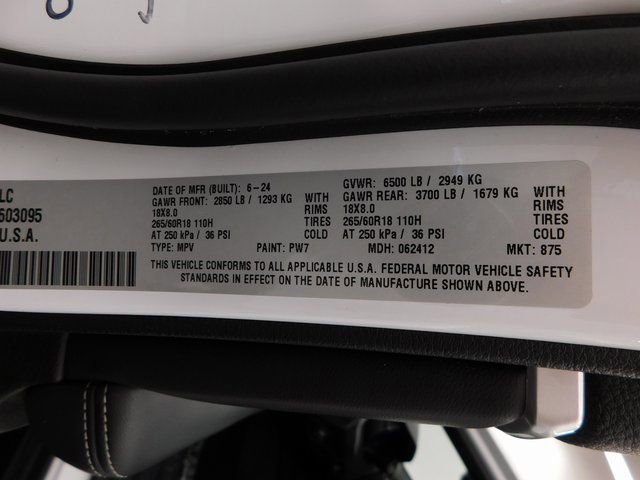 LC
503095
U.S.A.
DATE OF MFR (BUILT): 6-24
GAWR FRONT: 2850 LB / 1293 KG WITH
18X8.0 RIMS
265/60R18 110H TIRES
AT 250 kPa / 36 PSI COLD
TYPE: MPV PAINT: PW7
GVWR: 6500 LB / 2949 KG
GAWR REAR: 3700 LB / 1679 KG WITH
18X8.0 RIMS
265/60R18 110H TIRES
AT 250 kPa / 36 PSI COLD
MDH: 062412 MKT: 875
THIS VEHICLE CONFORMS TO ALL APPLICABLE U.S.A. FEDERAL MOTOR VEHICLE SAFETY
STANDARDS IN EFFECT ON THE DATE OF MANUFACTURE SHOWN ABOVE.